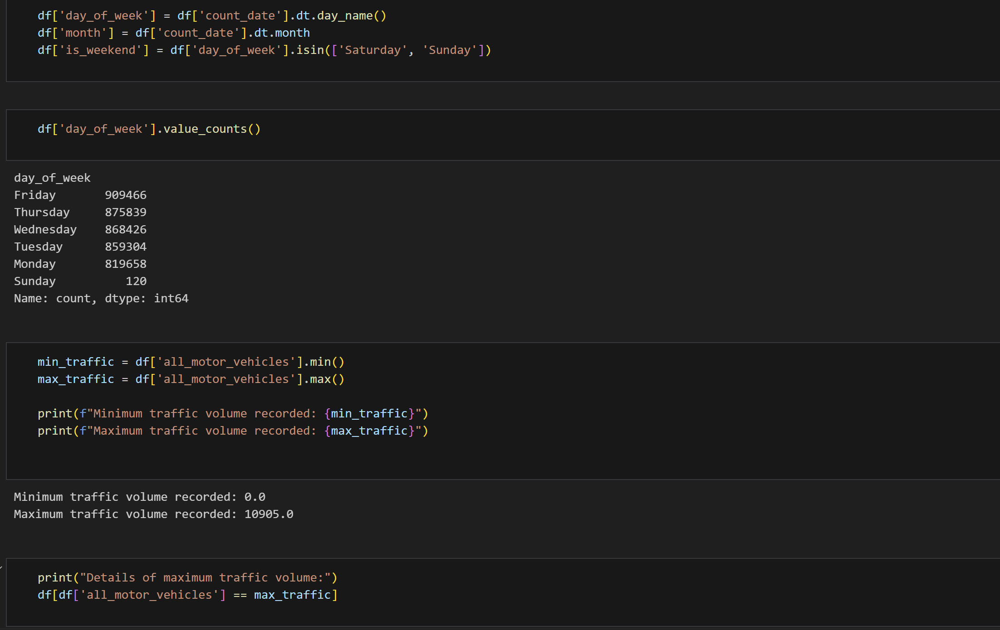 df['day_of_week'] = df['count_date'].dt.day_name()
df['month'] = df['count_date'].dt.month
df['is_weekend'] = df['day_of_week'].isin(['Saturday', 'Sunday'])
df['day_of_week'].value_counts()
day_of_week
Friday       909466
Thursday     875839
Wednesday    868426
Tuesday      859304
Monday       819658
Sunday          120
Name: count, dtype: int64
min_traffic = df['all_motor_vehicles'].min()
max_traffic = df['all_motor_vehicles'].max()
print(f"Minimum traffic volume recorded: {min_traffic}")
print(f"Maximum traffic volume recorded: {max_traffic}")
Minimum traffic volume recorded: 0.0
Maximum traffic volume recorded: 10905.0
print("Details of maximum traffic volume:")
df[df['all_motor_vehicles'] == max_traffic]